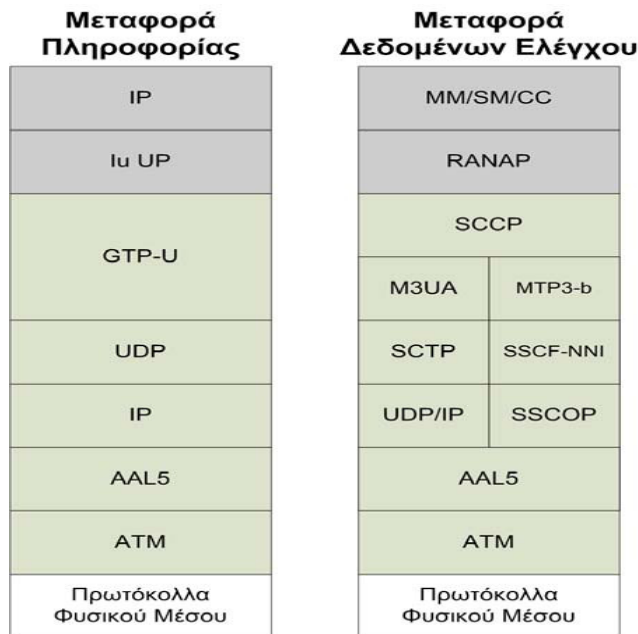 Μεταφορά
Πληροφορίας
IP
Iu UP
GTP-U
UDP
IP
AAL5
ATM
Πρωτόκολλα
Φυσικού Μέσου
Μεταφορά
Δεδομένων Ελέγχου
MM/SM/CC
RANAP
SCCP
M3UA
MTP3-b
SCTP
SSCF-NNI
UDP/IP
SSCOP
AAL5
ATM
Πρωτόκολλα
Φυσικού Μέσου